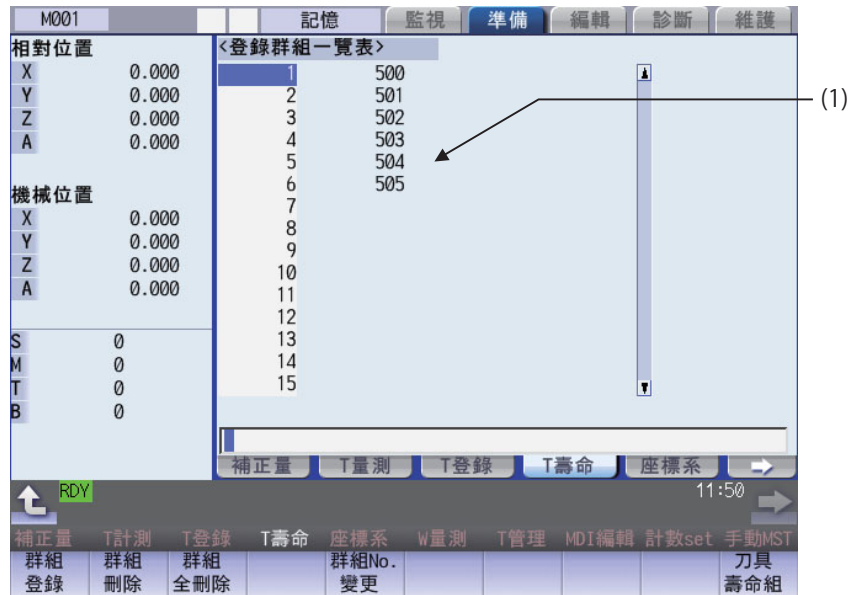 M001 記憶 監視 準備 編輯 診斷 維護
相對位置
X 0.000
Y 0.000
Z 0.000
A 0.000
機械位置
X 0.000
Y 0.000
Z 0.000
A 0.000
S 0
M 0
T 0
B 0
<登錄群組一覽表>
1 500
2 501
3 502
4 503
5 504
6 505
7
8
9
10
11
12
13
14
15
(1)
補正量 T量測 T登錄 T壽命 座標系
RDY 11:50
補正量 T計測 T登錄 T壽命 座標系 W量測 T管理 MDI編輯 計數set 手動MST
群組 群組 群組 群組No. 刀具
登錄 刪除 全刪除 變更 壽命組